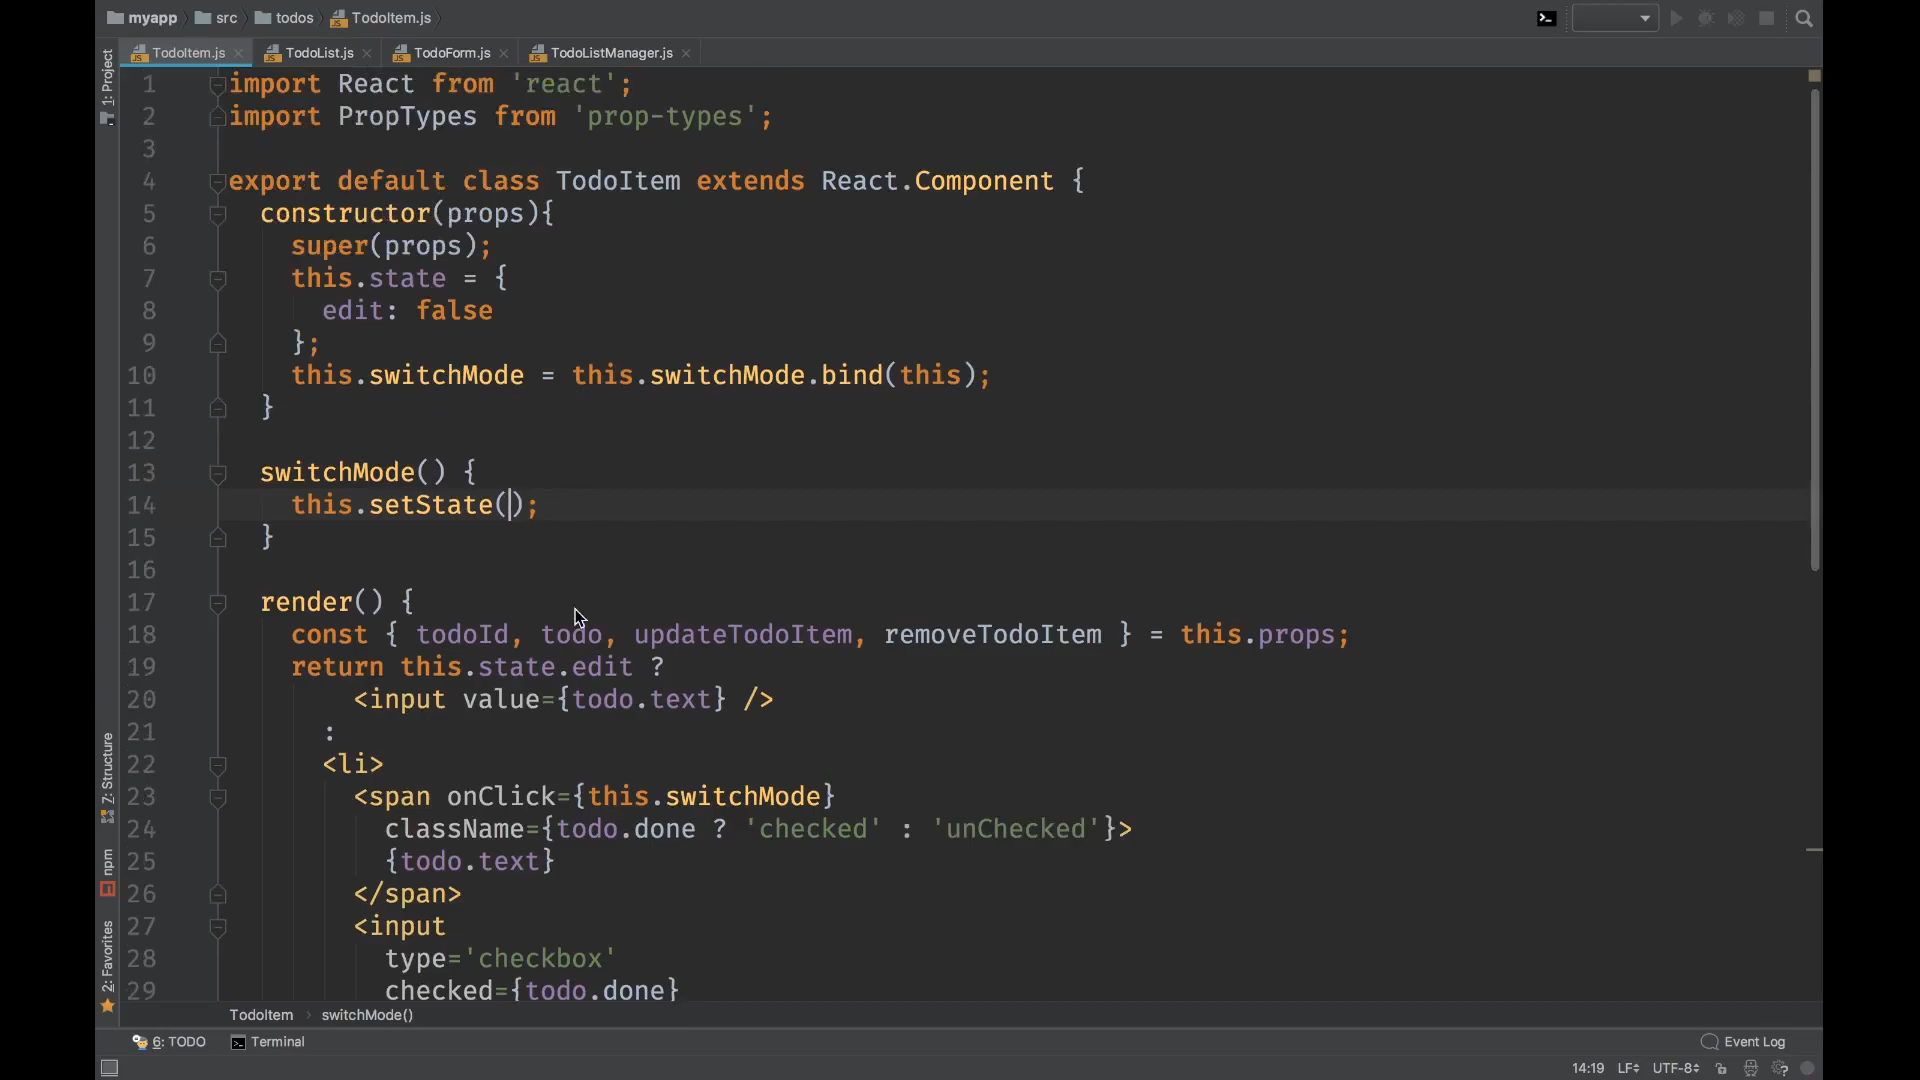 myapp src todos TodoItem.js
TodoItem.js TodoList.js TodoForm.js TodoListManager.js
1: Project
1 import React from 'react';
2 import PropTypes from 'prop-types';
3
4 export default class TodoItem extends React.Component {
5 constructor(props){
6 super(props);
7 this.state = {
8 edit: false
9 };
10 this.switchMode = this.switchMode.bind(this);
11 }
12
13 switchMode() {
14 this.setState();
15 }
16
17 render() {
18 const { todoId, todo, updateTodoItem, removeTodoItem } = this.props;
19 return this.state.edit ?
20 <input value={todo.text} />
21 :
22 <li>
23 <span onClick={this.switchMode}
24 className={todo.done ? 'checked' : 'unChecked'}>
25 {todo.text}
26 </span>
27 <input
28 type='checkbox'
29 checked={todo.done}
7: Structure
npm
2: Favorites
TodoItem switchMode()
6: TODO Terminal Event Log
14:19 LF UTF-8